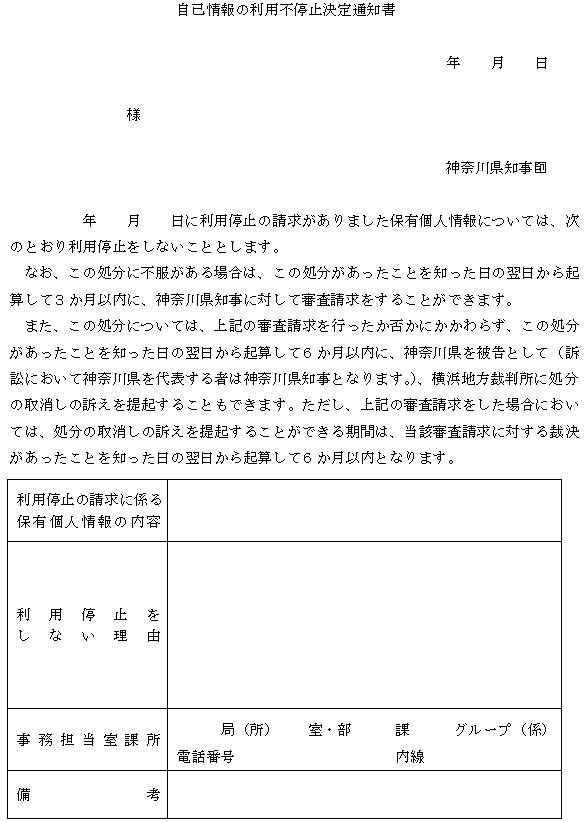 自己情報の利用不停止決定通知書
年　　月　　日
様
神奈川県知事㊞
年　　月　　日に利用停止の請求がありました保有個人情報については、次
のとおり利用停止をしないこととします。
なお、この処分に不服がある場合は、この処分があったことを知った日の翌日から起
算して３か月以内に、神奈川県知事に対して審査請求をすることができます。
また、この処分については、上記の審査請求を行ったか否かにかかわらず、この処分
があったことを知った日の翌日から起算して６か月以内に、神奈川県を被告として（訴
訟において神奈川県を代表する者は神奈川県知事となります。）、横浜地方裁判所に処分
の取消しの訴えを提起することもできます。ただし、上記の審査請求をした場合におい
ては、処分の取消しの訴えを提起することができる期間は、当該審査請求に対する裁決
があったことを知った日の翌日から起算して６か月以内となります。
利用停止の請求に係る
保有個人情報の内容
利用停止を
しない理由
事務担当室課所
局（所）　　室・部　　　課　　　グループ（係）
電話番号　　　　　　　　　　　内線
備考